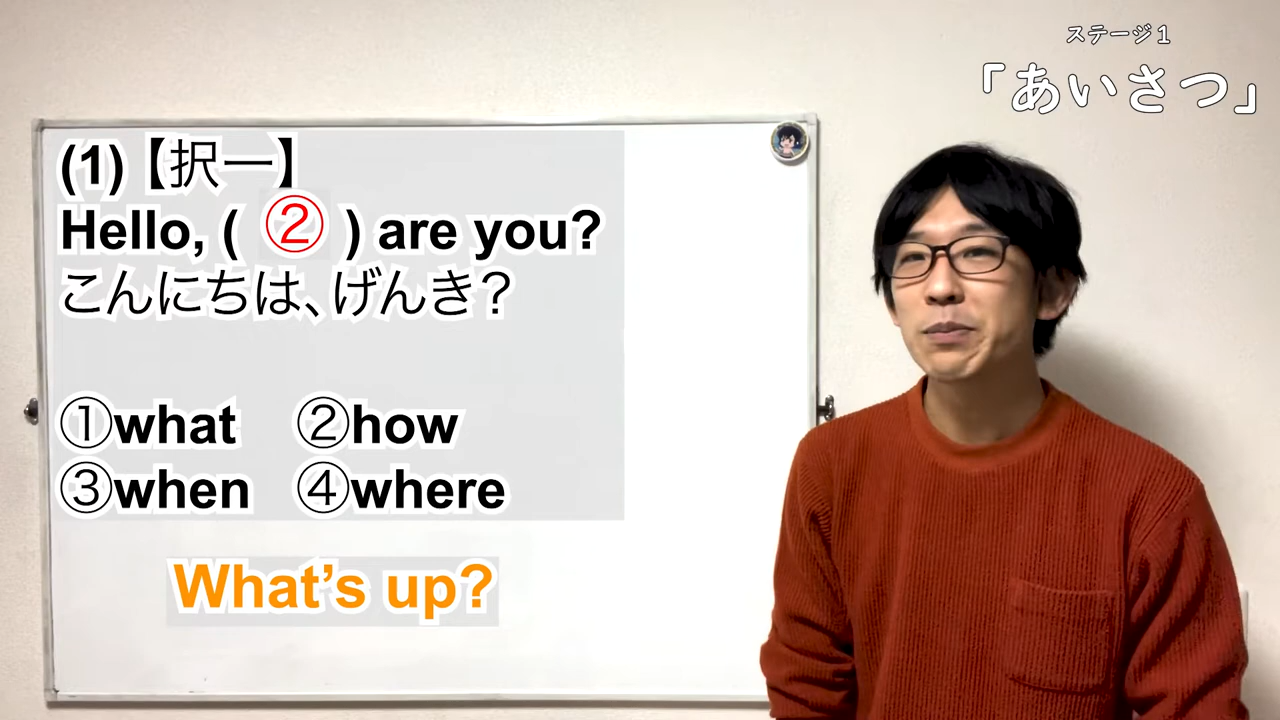 ステージ1
「あいさつ」
(1)【択一】
Hello, ( ② ) are you?
こんにちは、げんき?
①what ②how
③when ④where
What's up?